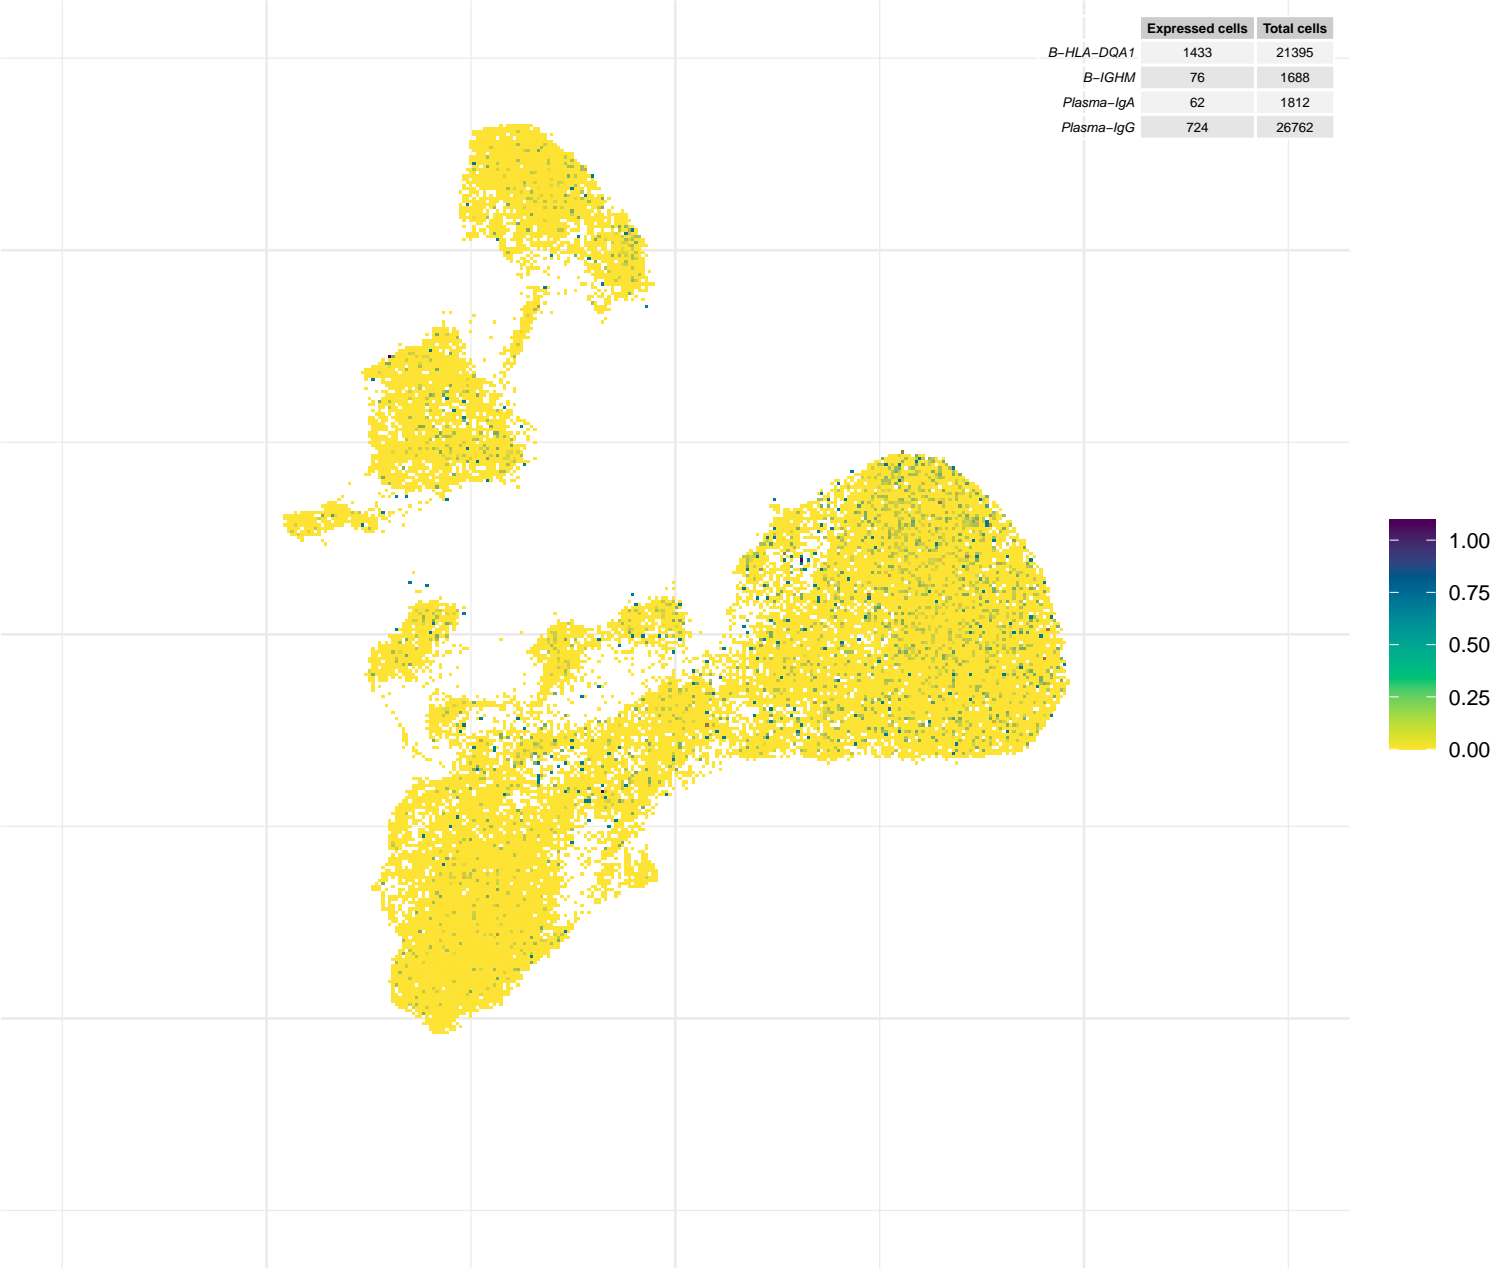 Expressed cells Total cells
B−HLA−DQA1 1433 21395
B−IGHM 76 1688
Plasma−IgA 62 1812
Plasma−IgG 724 26762
1.00
0.75
0.50
0.25
0.00